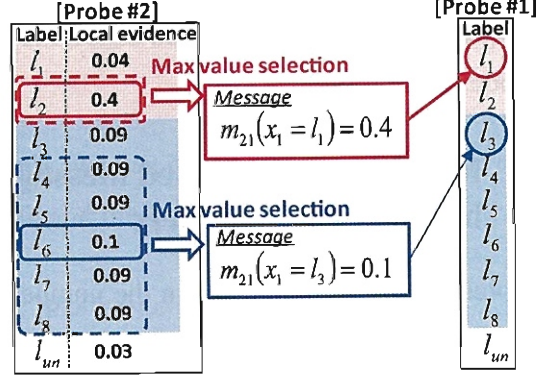 [Probe #2]
Label Local evidence
l1 0.04
l2 0.4
l3 0.09
l4 0.09
l5 0.09
l6 0.1
l7 0.09
l8 0.09
lun 0.03
Max value selection
Message
m21(x1 = l1) = 0.4
Max value selection
Message
m21(x1 = l3) = 0.1
[Probe #1]
Label
l1
l2
l3
l4
l5
l6
l7
l8
lun